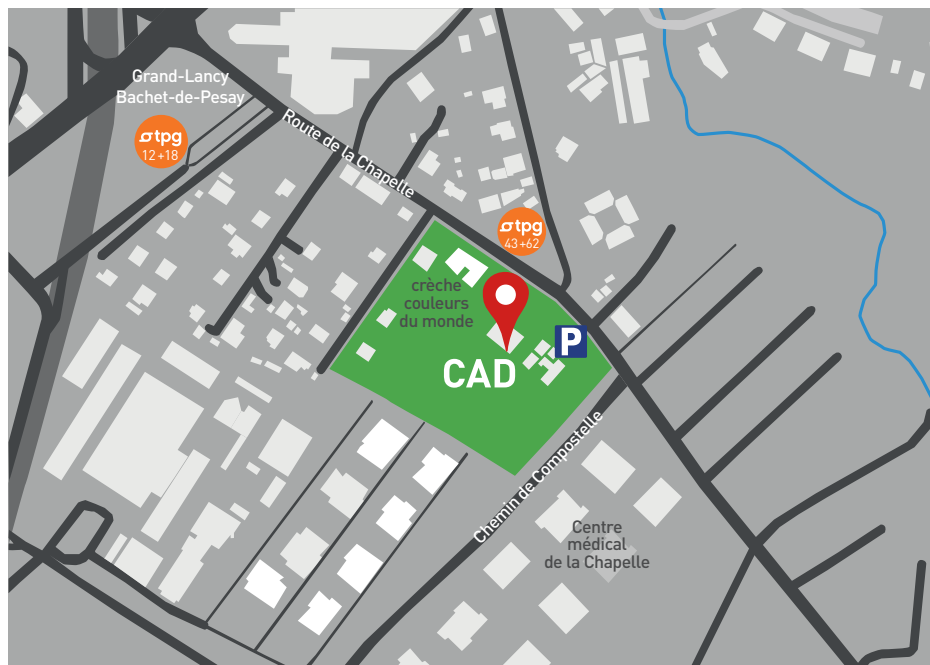 Grand-Lancy
Bachet-de-Pesay
tpg
12+18
Route de la Chapelle
tpg
43+62
crèche
couleurs
du monde
P
CAD
Chemin de Compostelle
Centre
médical
de la Chapelle